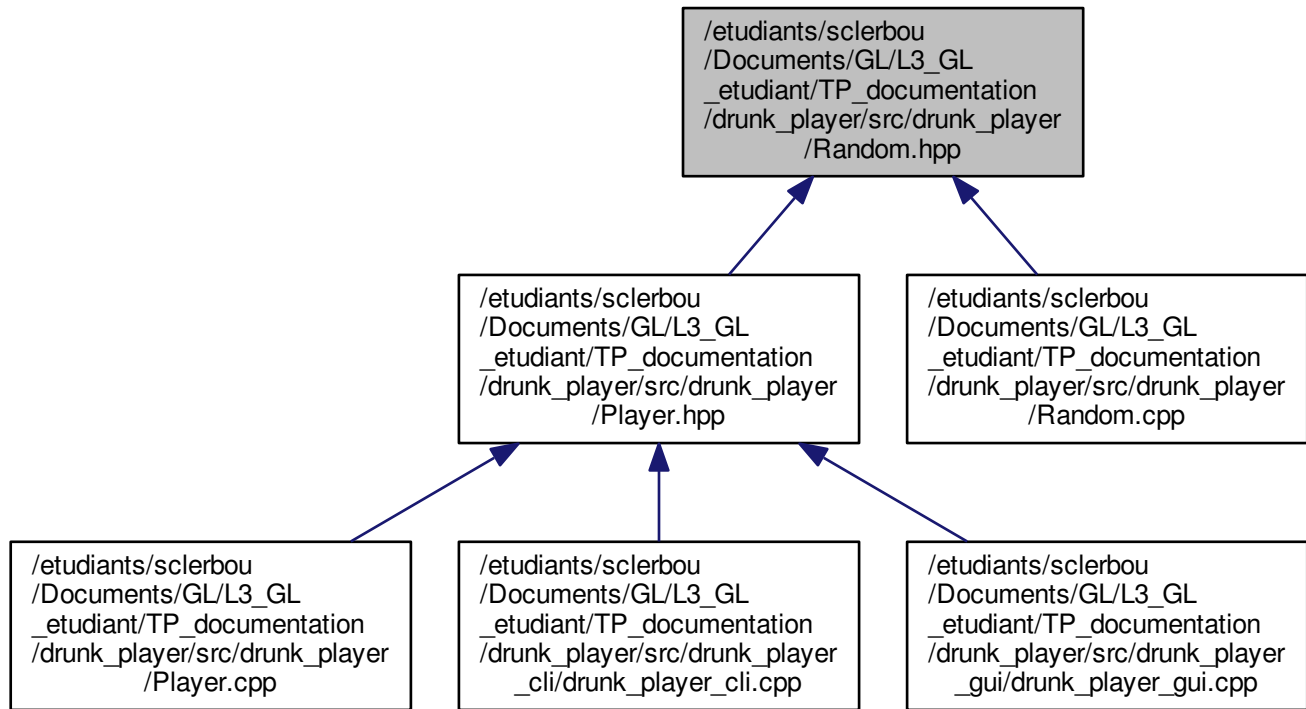 /etudiants/sclerbou
/Documents/GL/L3_GL
_etudiant/TP_documentation
/drunk_player/src/drunk_player
/Random.hpp
/etudiants/sclerbou
/Documents/GL/L3_GL
_etudiant/TP_documentation
/drunk_player/src/drunk_player
/Player.hpp
/etudiants/sclerbou
/Documents/GL/L3_GL
_etudiant/TP_documentation
/drunk_player/src/drunk_player
/Random.cpp
/etudiants/sclerbou
/Documents/GL/L3_GL
_etudiant/TP_documentation
/drunk_player/src/drunk_player
/Player.cpp
/etudiants/sclerbou
/Documents/GL/L3_GL
_etudiant/TP_documentation
/drunk_player/src/drunk_player
_cli/drunk_player_cli.cpp
/etudiants/sclerbou
/Documents/GL/L3_GL
_etudiant/TP_documentation
/drunk_player/src/drunk_player
_gui/drunk_player_gui.cpp